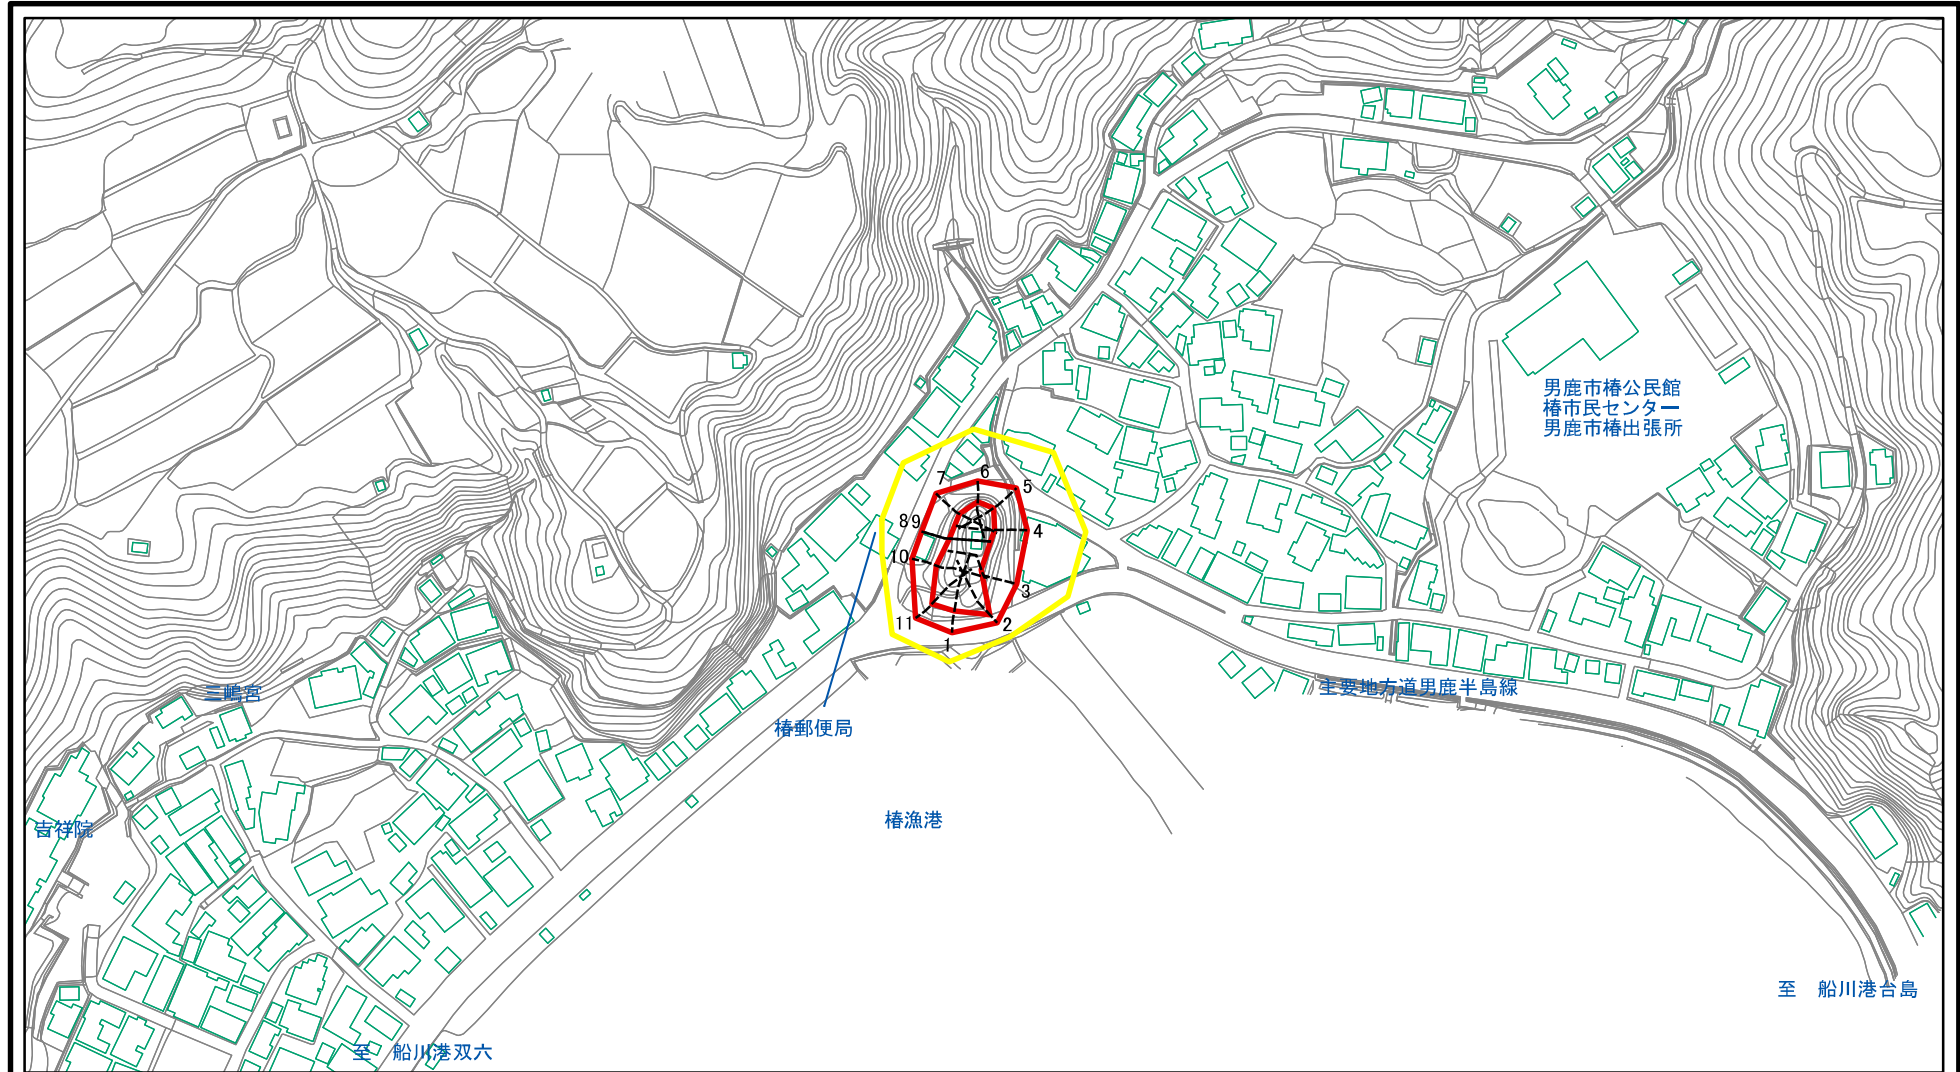 男鹿市椿公民館
椿市民センター
男鹿市椿出張所
6
7
5
8 9
4
10
3
11
2
1
三嶋宮
主要地方道男鹿半島線
椿郵便局
椿漁港
吉祥院
至　船川港台島
至　船川港双六